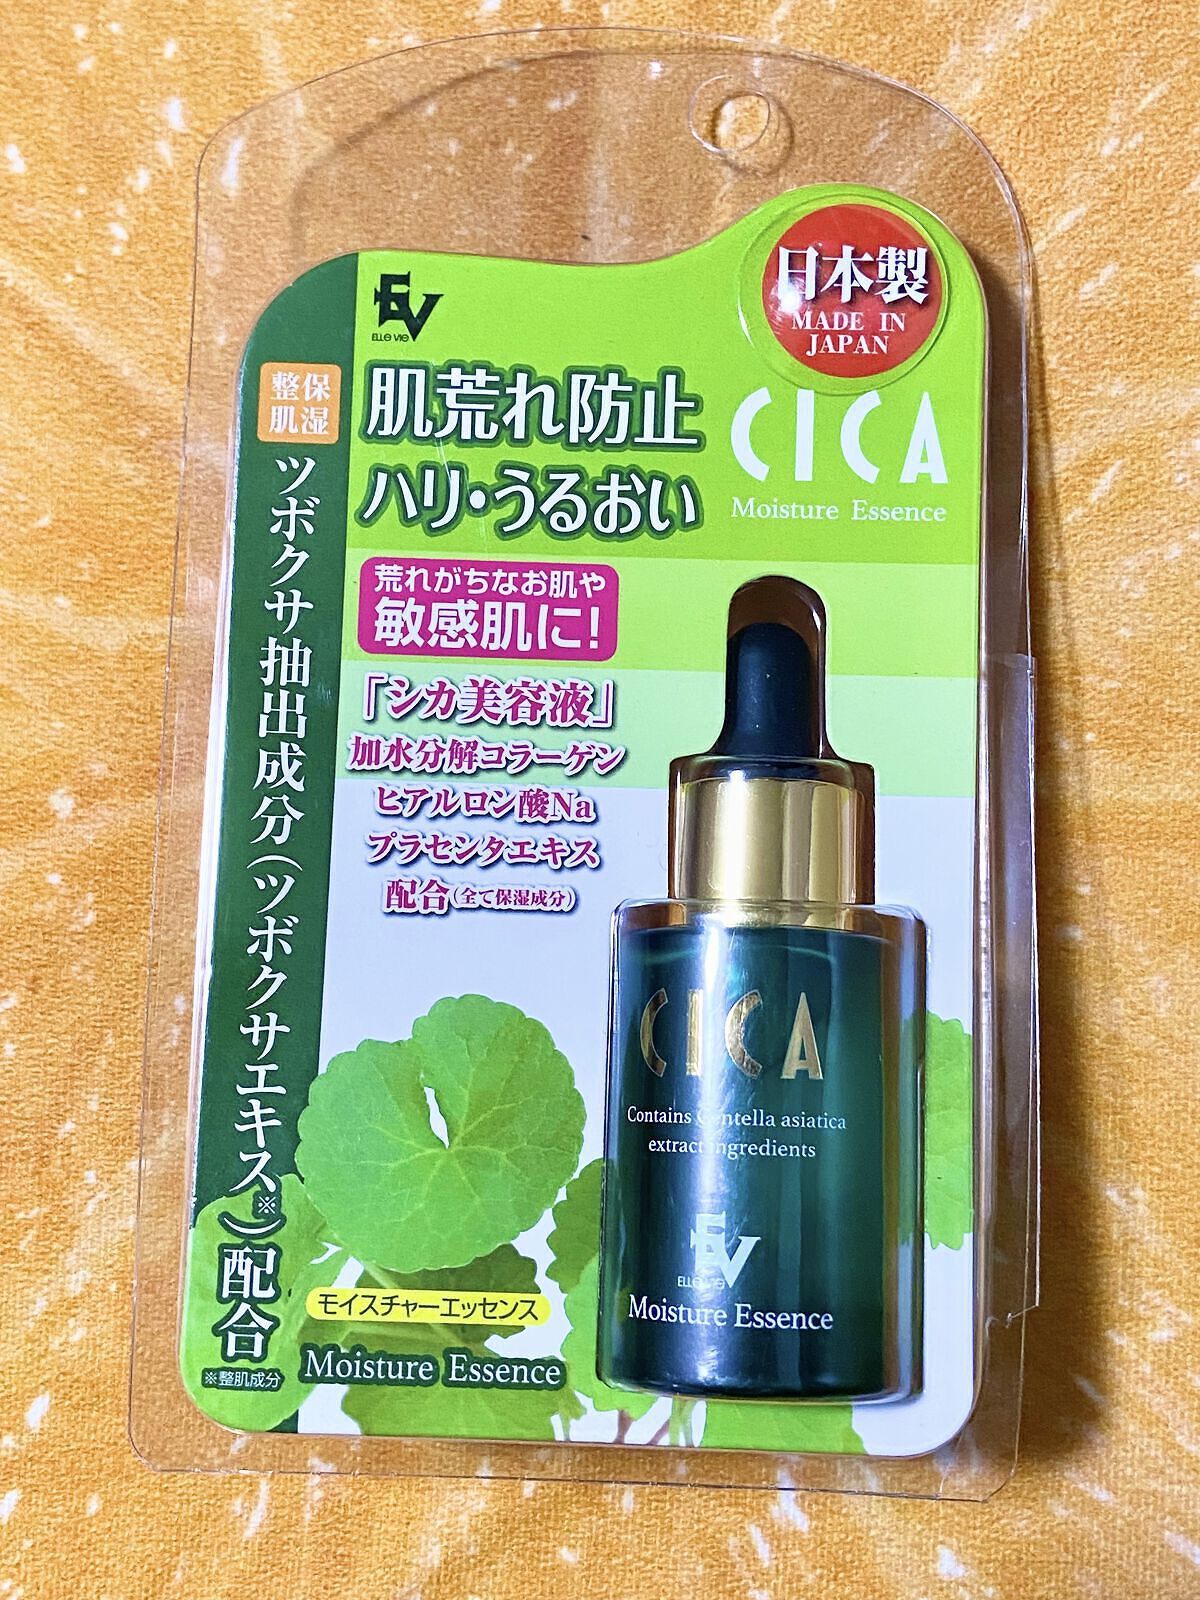 日本製
MADE IN
JAPAN
EV
ELLe Vie
整肌
保湿
肌荒れ防止
ハリ・うるおい
CICA
Moisture Essence
荒れがちなお肌や
敏感肌に!
「シカ美容液」
加水分解コラーゲン
ヒアルロン酸Na
プラセンタエキス
配合(全て保湿成分)
ツボクサ抽出成分(ツボクサエキス※)配合
※整肌成分
モイスチャーエッセンス
Moisture Essence
CICA
Contains Centella asiatica
extract ingredients
EV
ELLe Vie
Moisture Essence